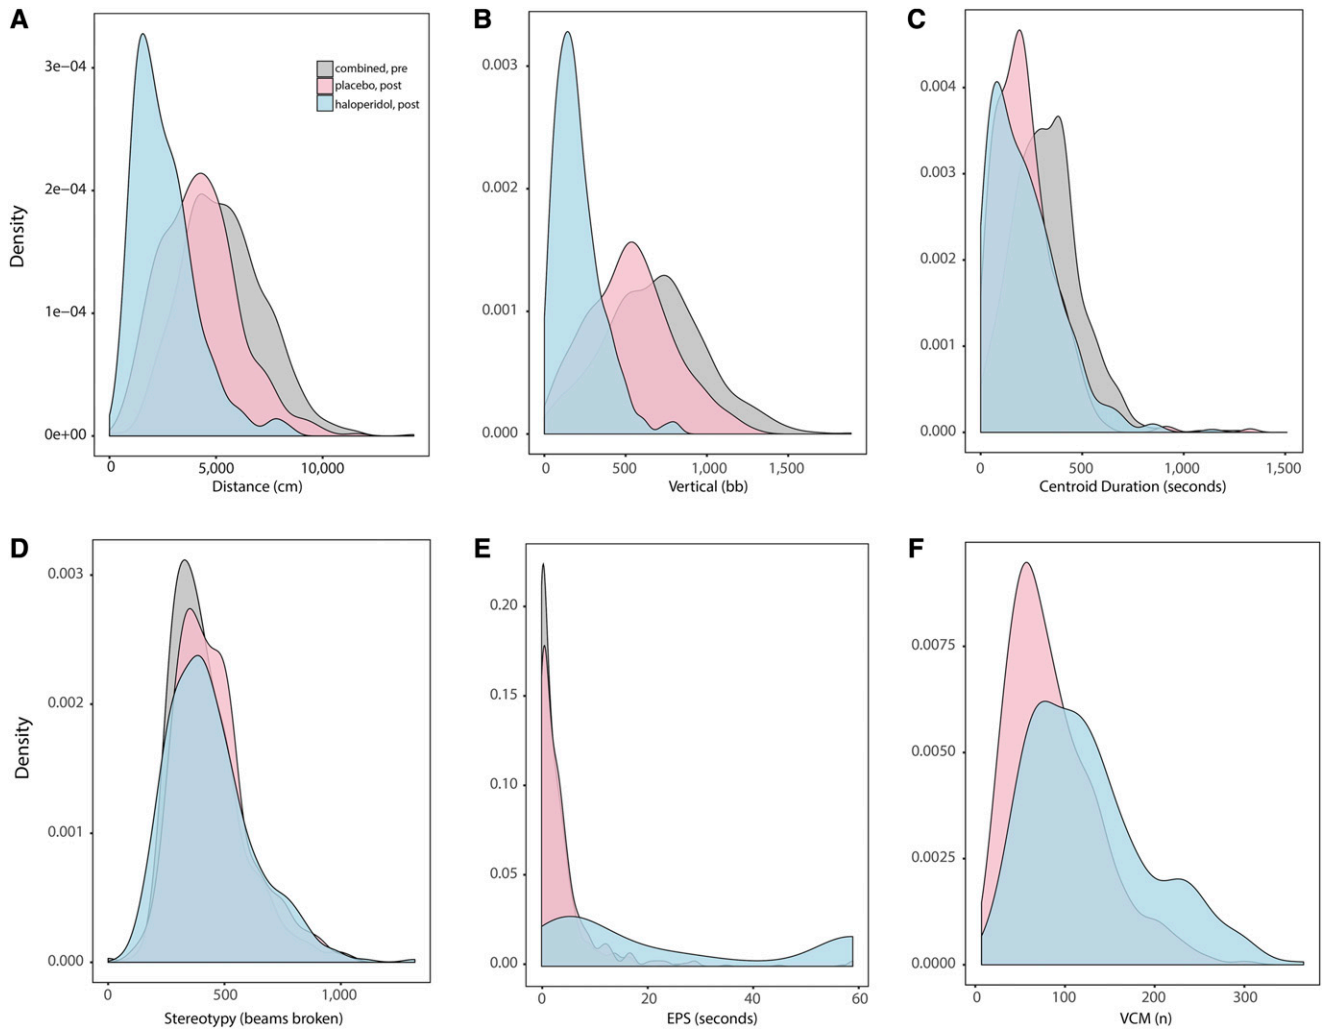 A
3e−04
2e−04
1e−04
0e+00
Density
combined, pre
placebo, post
haloperidol, post
0 5,000 10,000
Distance (cm)
B
0.003
0.002
0.001
0.000
0 500 1,000 1,500
Vertical (bb)
C
0.004
0.003
0.002
0.001
0.000
0 500 1,000 1,500
Centroid Duration (seconds)
D
0.003
0.002
0.001
0.000
Density
0 500 1,000
Stereotypy (beams broken)
E
0.20
0.15
0.10
0.05
0.00
0 20 40 60
EPS (seconds)
F
0.0075
0.0050
0.0025
0.0000
0 100 200 300
VCM (n)